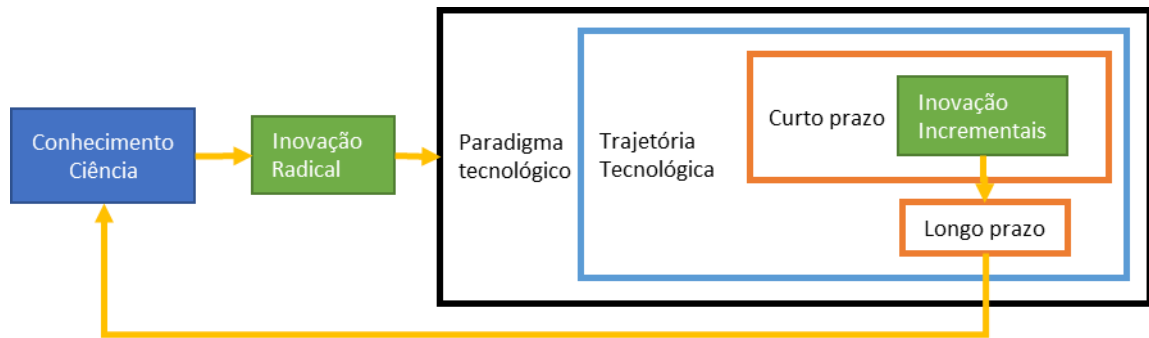 Conhecimento
Ciência
Inovação
Radical
Paradigma
tecnológico
Trajetória
Tecnológica
Curto prazo
Inovação
Incrementais
Longo prazo